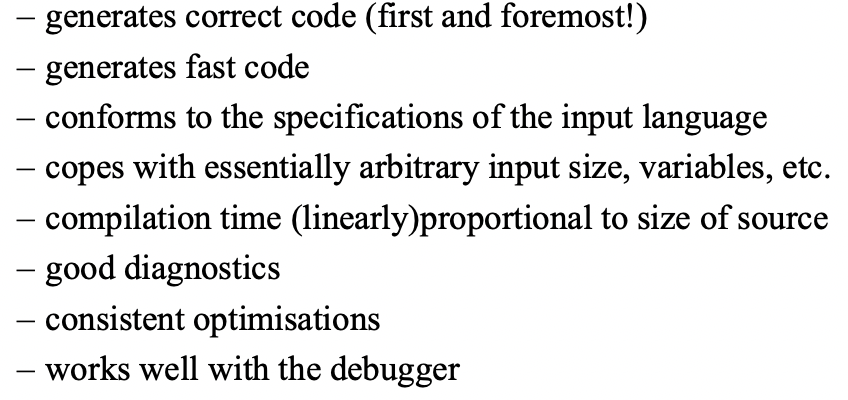 – generates correct code (first and foremost!)
– generates fast code
– conforms to the specifications of the input language
– copes with essentially arbitrary input size, variables, etc.
– compilation time (linearly)proportional to size of source
– good diagnostics
– consistent optimisations
– works well with the debugger